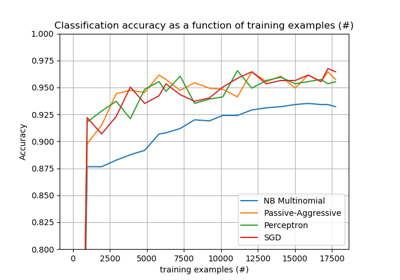 Classification accuracy as a function of training examples (#)
1.000
0.975
0.950
0.925
0.900
0.875
0.850
0.825
0.800
Accuracy
NB Multinomial
Passive-Aggressive
Perceptron
SGD
0 2500 5000 7500 10000 12500 15000 17500
training examples (#)